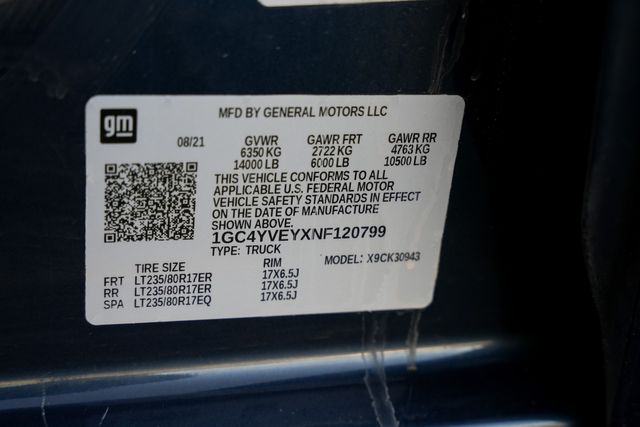 gm
MFD BY GENERAL MOTORS LLC
08/21 GVWR GAWR FRT GAWR RR
6350 KG 2722 KG 4763 KG
14000 LB 6000 LB 10500 LB
THIS VEHICLE CONFORMS TO ALL
APPLICABLE U.S. FEDERAL MOTOR
VEHICLE SAFETY STANDARDS IN EFFECT
ON THE DATE OF MANUFACTURE
SHOWN ABOVE.
1GC4YVEYXNF120799
TYPE: TRUCK
MODEL: X9CK30943
TIRE SIZE RIM
FRT LT235/80R17ER 17X6.5J
RR LT235/80R17ER 17X6.5J
SPA LT235/80R17EQ 17X6.5J